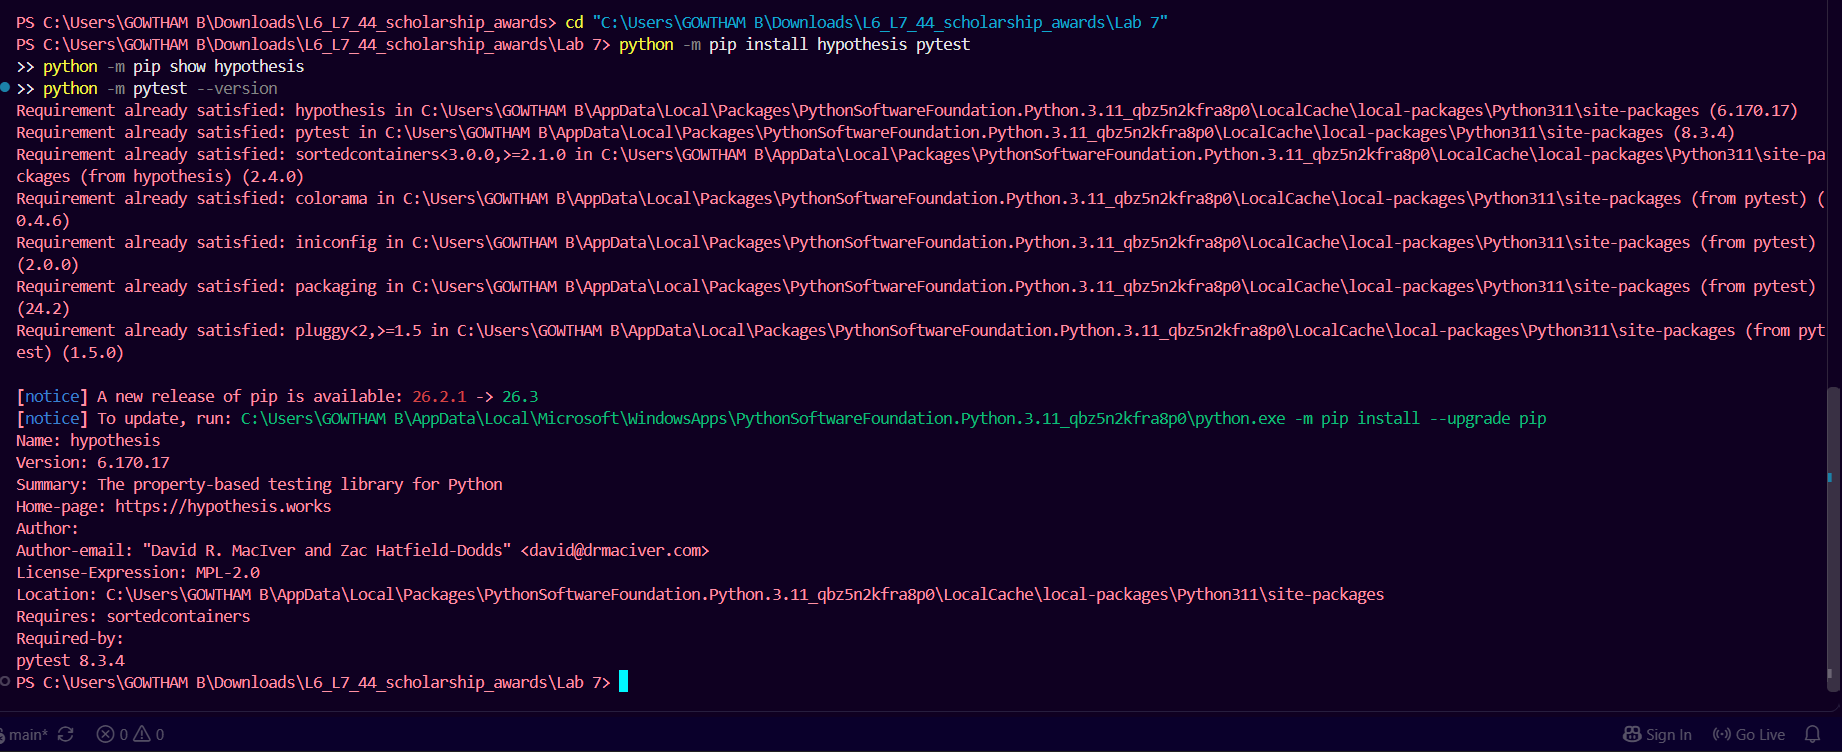 PS C:\Users\GOWTHAM B\Downloads\L6_L7_44_scholarship_awards> cd "C:\Users\GOWTHAM B\Downloads\L6_L7_44_scholarship_awards\Lab 7"
PS C:\Users\GOWTHAM B\Downloads\L6_L7_44_scholarship_awards\Lab 7> python -m pip install hypothesis pytest
>> python -m pip show hypothesis
>> python -m pytest --version
Requirement already satisfied: hypothesis in C:\Users\GOWTHAM B\AppData\Local\Packages\PythonSoftwareFoundation.Python.3.11_qbz5n2kfra8p0\LocalCache\local-packages\Python311\site-packages (6.170.17)
Requirement already satisfied: pytest in C:\Users\GOWTHAM B\AppData\Local\Packages\PythonSoftwareFoundation.Python.3.11_qbz5n2kfra8p0\LocalCache\local-packages\Python311\site-packages (8.3.4)
Requirement already satisfied: sortedcontainers<3.0.0,>=2.1.0 in C:\Users\GOWTHAM B\AppData\Local\Packages\PythonSoftwareFoundation.Python.3.11_qbz5n2kfra8p0\LocalCache\local-packages\Python311\site-pa
ckages (from hypothesis) (2.4.0)
Requirement already satisfied: colorama in C:\Users\GOWTHAM B\AppData\Local\Packages\PythonSoftwareFoundation.Python.3.11_qbz5n2kfra8p0\LocalCache\local-packages\Python311\site-packages (from pytest) (
0.4.6)
Requirement already satisfied: iniconfig in C:\Users\GOWTHAM B\AppData\Local\Packages\PythonSoftwareFoundation.Python.3.11_qbz5n2kfra8p0\LocalCache\local-packages\Python311\site-packages (from pytest)
(2.0.0)
Requirement already satisfied: packaging in C:\Users\GOWTHAM B\AppData\Local\Packages\PythonSoftwareFoundation.Python.3.11_qbz5n2kfra8p0\LocalCache\local-packages\Python311\site-packages (from pytest)
(24.2)
Requirement already satisfied: pluggy<2,>=1.5 in C:\Users\GOWTHAM B\AppData\Local\Packages\PythonSoftwareFoundation.Python.3.11_qbz5n2kfra8p0\LocalCache\local-packages\Python311\site-packages (from pyt
est) (1.5.0)
[notice] A new release of pip is available: 26.2.1 -> 26.3
[notice] To update, run: C:\Users\GOWTHAM B\AppData\Local\Microsoft\WindowsApps\PythonSoftwareFoundation.Python.3.11_qbz5n2kfra8p0\python.exe -m pip install --upgrade pip
Name: hypothesis
Version: 6.170.17
Summary: The property-based testing library for Python
Home-page: https://hypothesis.works
Author:
Author-email: "David R. MacIver and Zac Hatfield-Dodds" <david@drmaciver.com>
License-Expression: MPL-2.0
Location: C:\Users\GOWTHAM B\AppData\Local\Packages\PythonSoftwareFoundation.Python.3.11_qbz5n2kfra8p0\LocalCache\local-packages\Python311\site-packages
Requires: sortedcontainers
Required-by:
pytest 8.3.4
PS C:\Users\GOWTHAM B\Downloads\L6_L7_44_scholarship_awards\Lab 7>
main* 0 0 Sign In Go Live